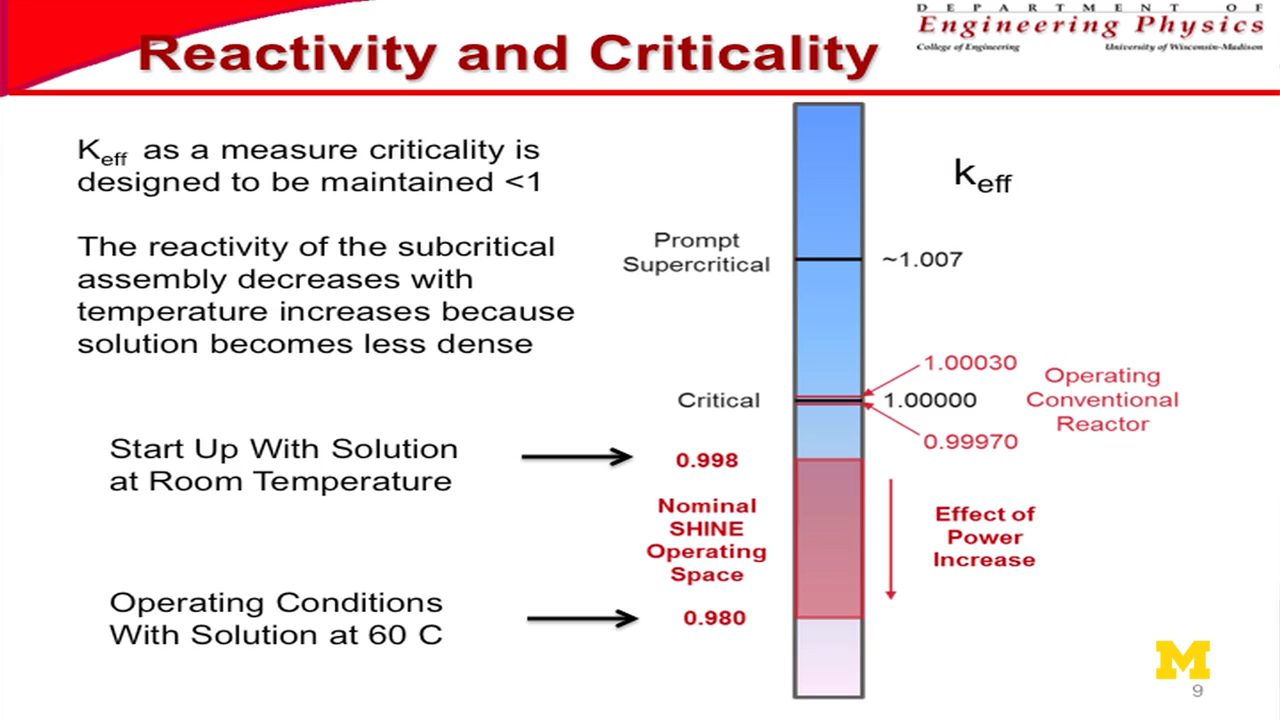 DEPARTMENT OF
Engineering Physics
College of Engineering University of Wisconsin-Madison
Reactivity and Criticality
Keff as a measure criticality is
designed to be maintained <1
The reactivity of the subcritical
assembly decreases with
temperature increases because
solution becomes less dense
Start Up With Solution
at Room Temperature
Operating Conditions
With Solution at 60 C
keff
Prompt
Supercritical
~1.007
1.00030
Critical
1.00000
0.99970
Operating
Conventional
Reactor
0.998
Nominal
SHINE
Operating
Space
0.980
Effect of
Power
Increase
M
9